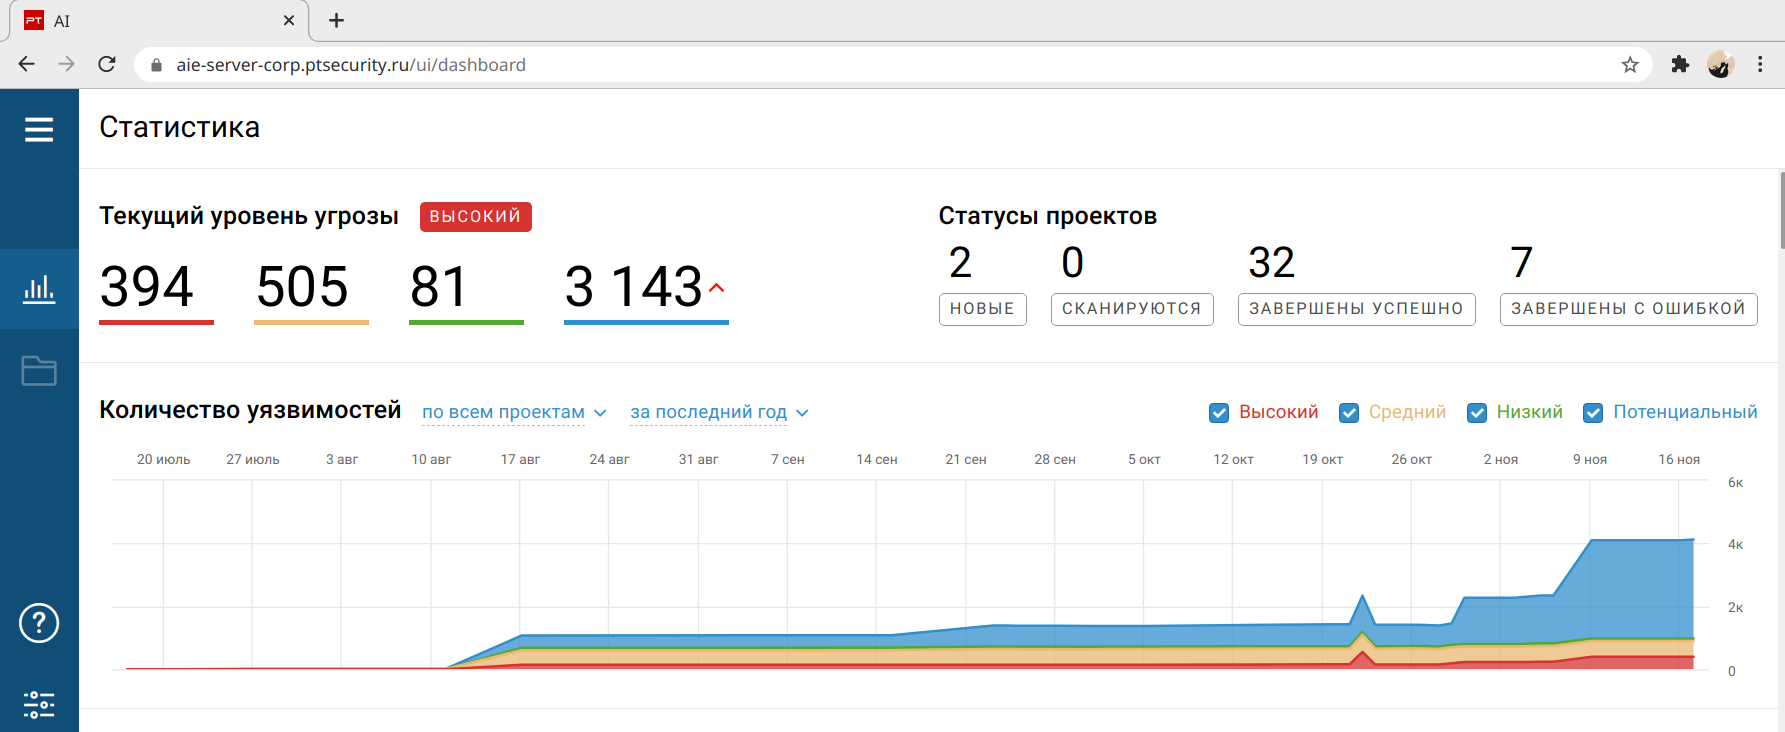 PT AI
aie-server-corp.ptsecurity.ru/ui/dashboard
Статистика
Текущий уровень угрозы ВЫСОКИЙ
394 505 81 3 143
Статусы проектов
2 0 32 7
НОВЫЕ СКАНИРУЮТСЯ ЗАВЕРШЕНЫ УСПЕШНО ЗАВЕРШЕНЫ С ОШИБКОЙ
Количество уязвимостей по всем проектам за последний год Высокий Средний Низкий Потенциальный
20 июль 27 июль 3 авг 10 авг 17 авг 24 авг 31 авг 7 сен 14 сен 21 сен 28 сен 5 окт 12 окт 19 окт 26 окт 2 ноя 9 ноя 16 ноя
6к
4к
2к
0
?